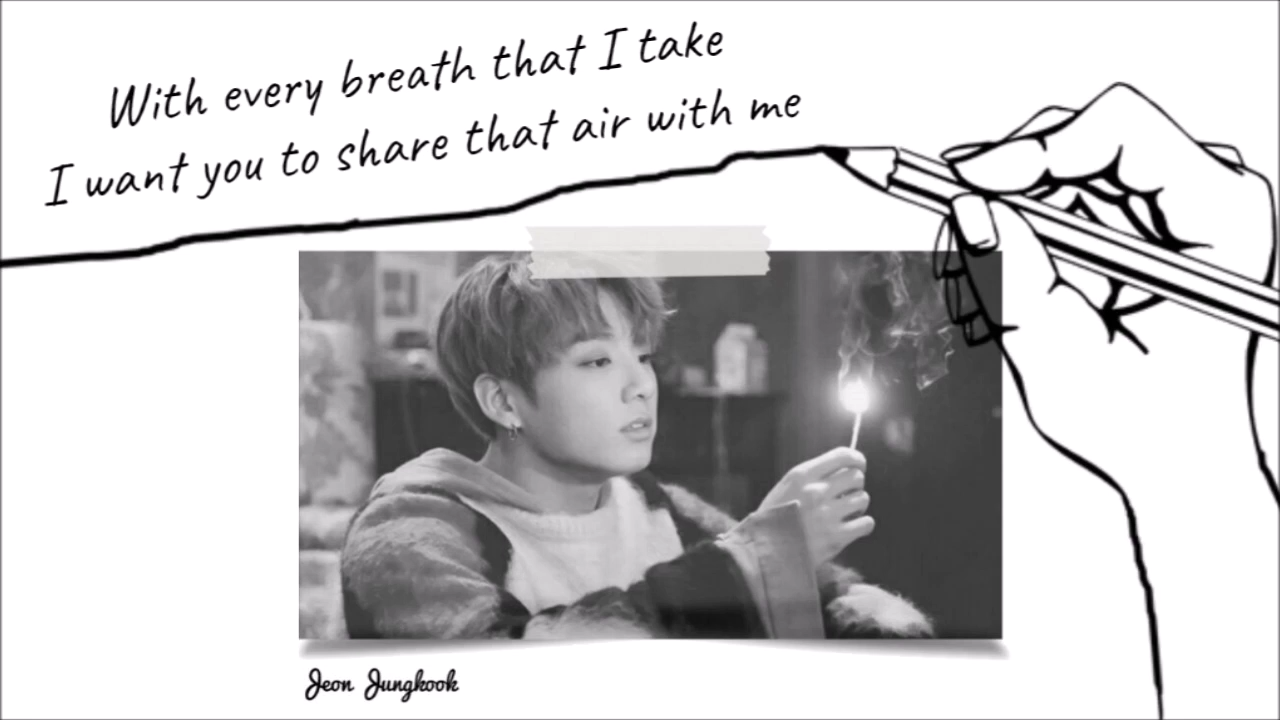 With every breath that I take
I want you to share that air with me
Jeon Jungkook